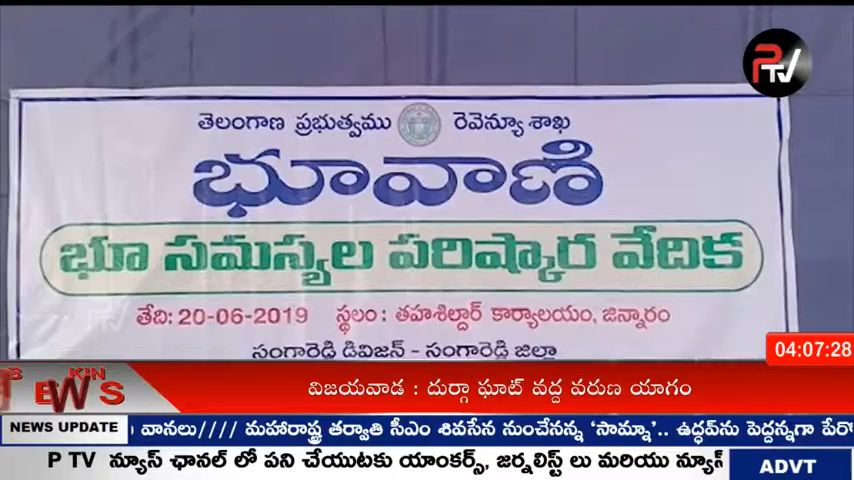 PTV
తెలంగాణ ప్రభుత్వము రెవెన్యూ శాఖ
భూవాణి
భూ సమస్యల పరిష్కార వేదిక
తేది: 20-06-2019 స్థలం: తహశిల్దార్ కార్యాలయం, జిన్నారం
సంగారెడ్డి డివిజన్ - సంగారెడ్డి జిల్లా
04:07:28
NEWS
విజయవాడ : దుర్గా ఘాట్ వద్ద వరుణ యాగం
NEWS UPDATE వానలు//// మహారాష్ట్ర తర్వాతి సీఎం శివసేన నుంచేనన్న ‘సామ్నా’.. ఉద్ధవ్‌ను పెద్దన్నగా
P TV న్యూస్ ఛానల్ లో పని చేయుటకు యాంకర్స్, జర్నలిస్ట్ లు మరియు న్యూస్
ADVT